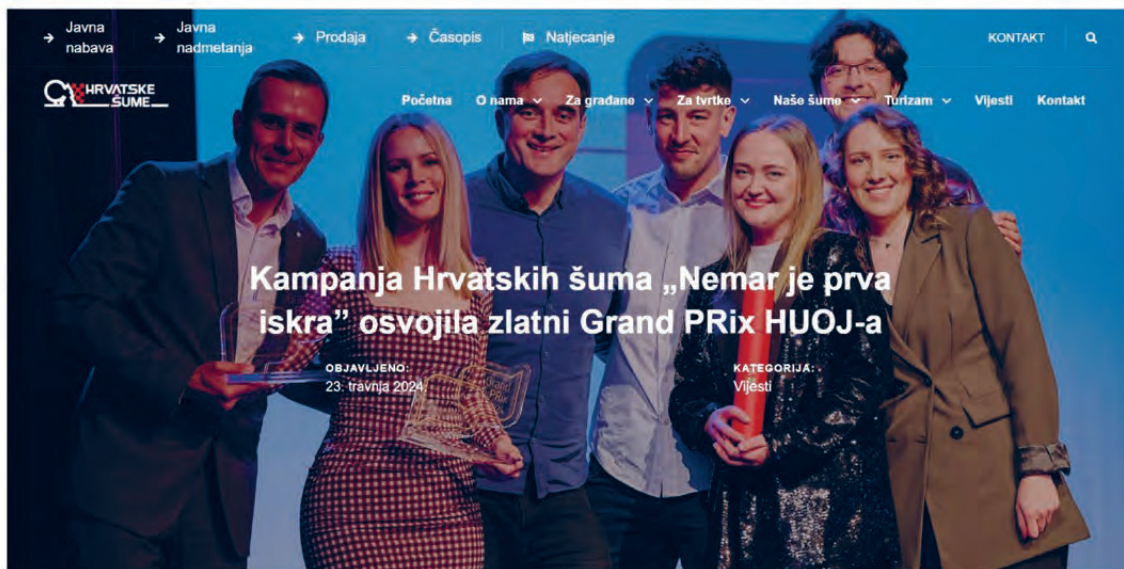 Javna
nabava
Javna
nadmetanja
Prodaja
Časopis
Natjecanje
KONTAKT
HRVATSKE
ŠUME
Početna O nama Za građane Za tvrtke Naše šume Turizam Vijesti Kontakt
Kampanja Hrvatskih šuma „Nemar je prva
iskra” osvojila zlatni Grand PRix HUOJ-a
OBJAVLJENO:
23. travnja 2024.
KATEGORIJA:
Vijesti
Grand
PRix